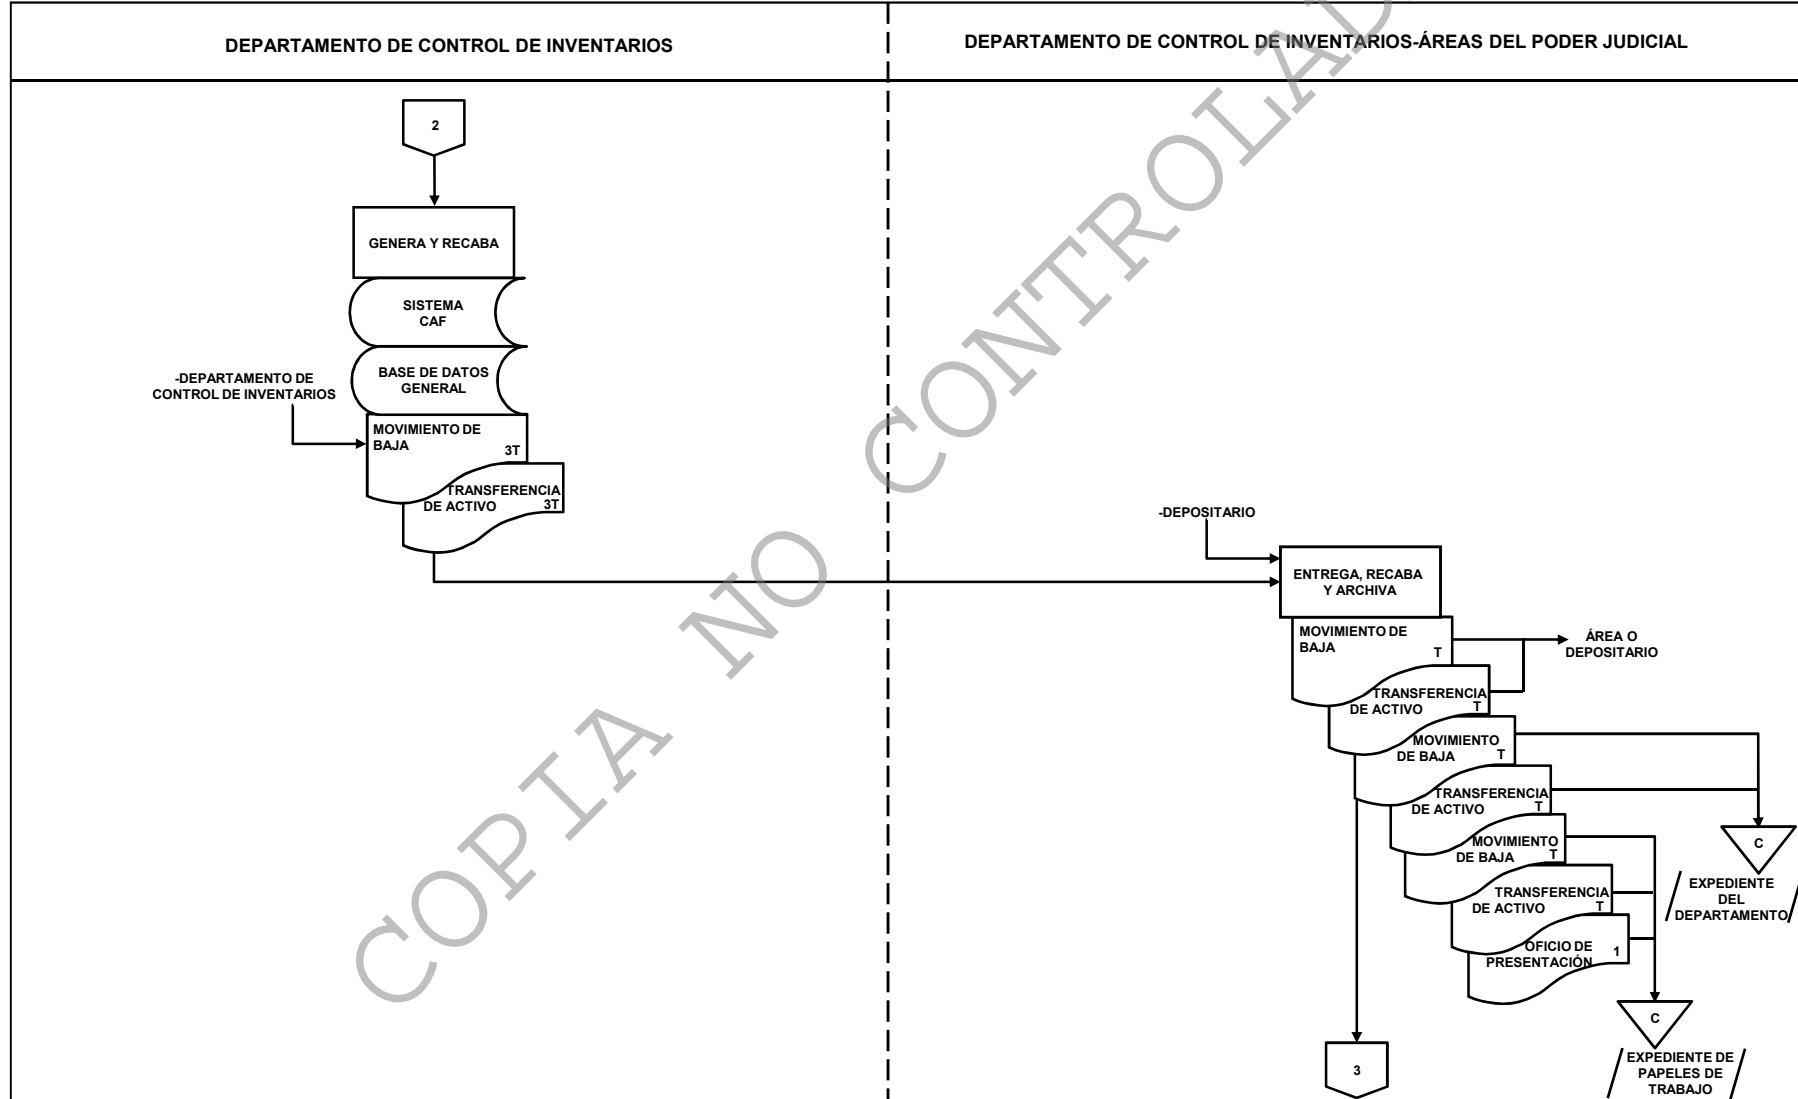 DEPARTAMENTO DE CONTROL DE INVENTARIOS
DEPARTAMENTO DE CONTROL DE INVENTARIOS-ÁREAS DEL PODER JUDICIAL
2
GENERA Y RECABA
SISTEMA
CAF
BASE DE DATOS
GENERAL
-DEPARTAMENTO DE
CONTROL DE INVENTARIOS
MOVIMIENTO DE
BAJA
3T
TRANSFERENCIA
DE ACTIVO
3T
-DEPOSITARIO
ENTREGA, RECABA
Y ARCHIVA
MOVIMIENTO DE
BAJA
T
ÁREA O
DEPOSITARIO
TRANSFERENCIA
DE ACTIVO
T
MOVIMIENTO
DE BAJA
T
TRANSFERENCIA
DE ACTIVO
T
MOVIMIENTO
DE BAJA
T
TRANSFERENCIA
DE ACTIVO
T
OFICIO DE
PRESENTACIÓN
1
C
EXPEDIENTE
DEL
DEPARTAMENTO
C
EXPEDIENTE DE
PAPELES DE
TRABAJO
3
COPIA NO CONTROLAD